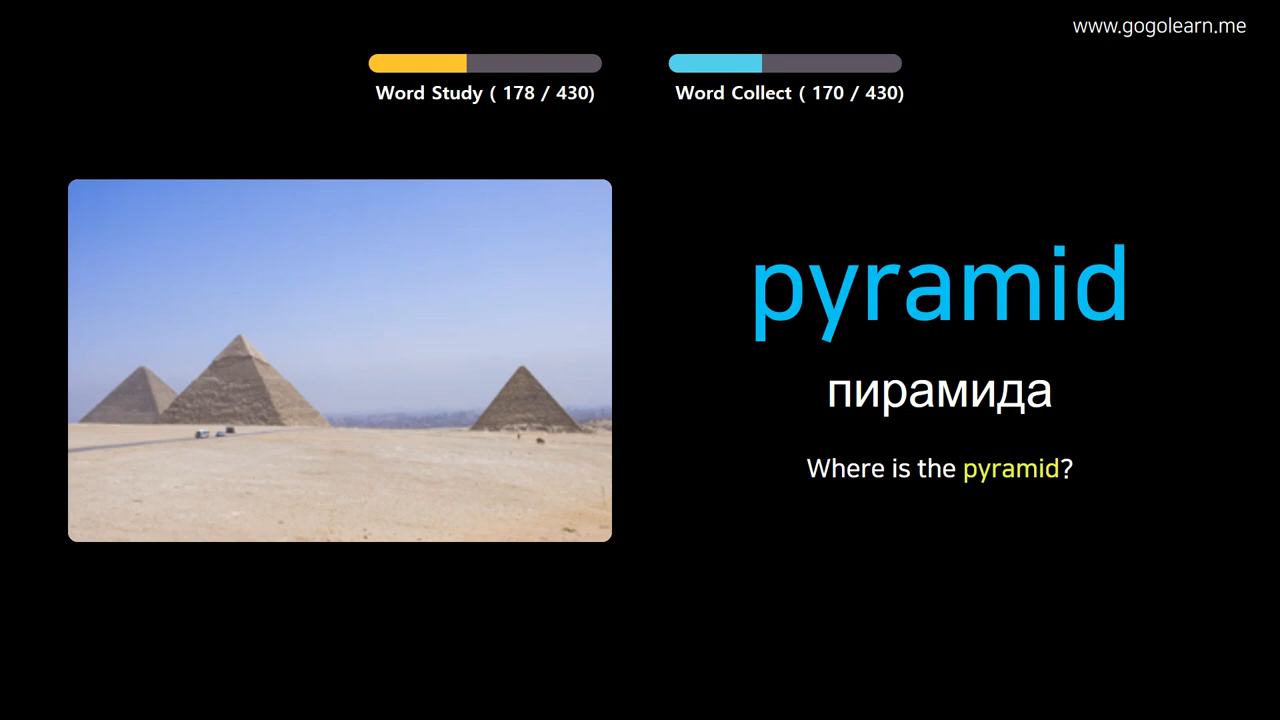 www.gogolearn.me
Word Study ( 178 / 430)
Word Collect ( 170 / 430)
pyramid
пирамида
Where is the pyramid?